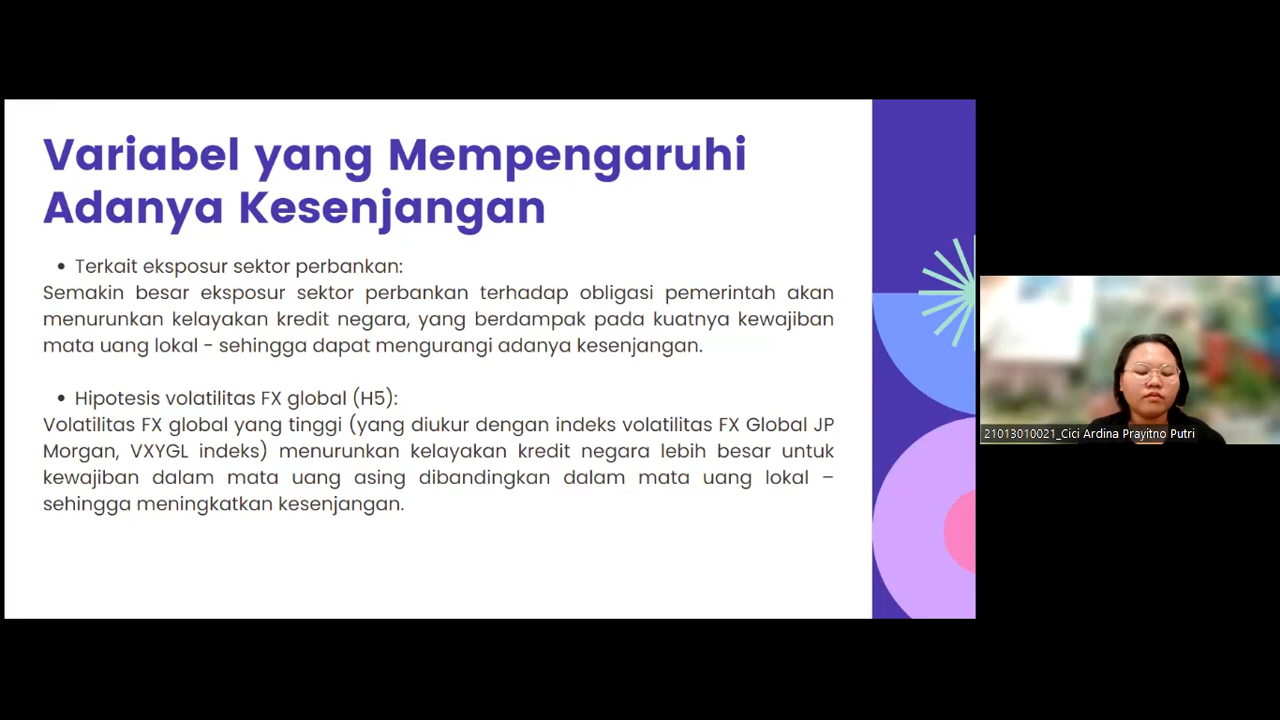 Variabel yang Mempengaruhi
Adanya Kesenjangan
• Terkait eksposur sektor perbankan:
Semakin besar eksposur sektor perbankan terhadap obligasi pemerintah akan
menurunkan kelayakan kredit negara, yang berdampak pada kuatnya kewajiban
mata uang lokal - sehingga dapat mengurangi adanya kesenjangan.
• Hipotesis volatilitas FX global (H5):
Volatilitas FX global yang tinggi (yang diukur dengan indeks volatilitas FX Global JP
Morgan, VXYGL indeks) menurunkan kelayakan kredit negara lebih besar untuk
kewajiban dalam mata uang asing dibandingkan dalam mata uang lokal –
sehingga meningkatkan kesenjangan.
21013010021_Cici Ardina Prayitno Putri